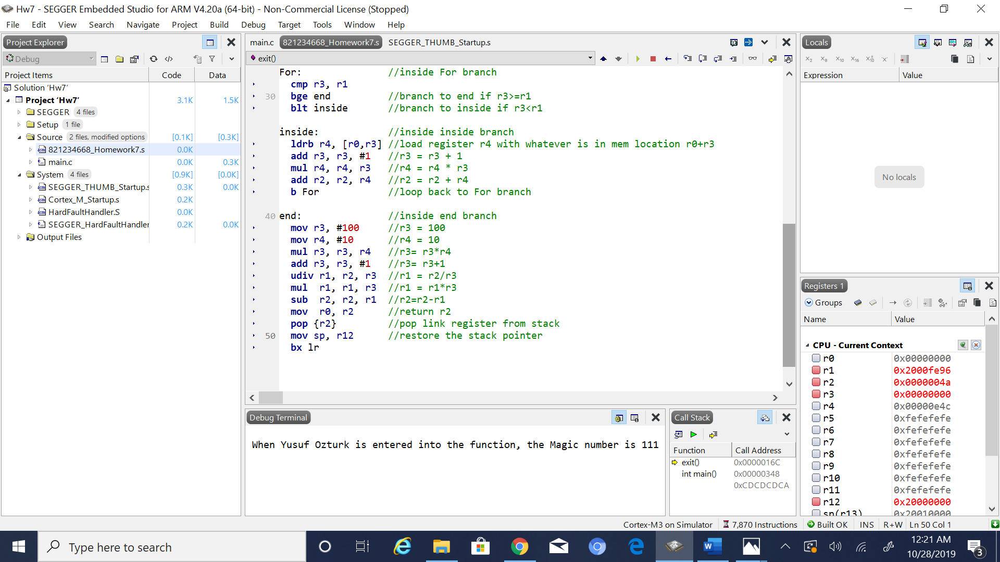 Hw7 - SEGGER Embedded Studio for ARM V4.20a (64-bit) - Non-Commercial License (Stopped)
File Edit View Search Navigate Project Build Debug Target Tools Window Help
Project Explorer
Debug
Project Items Code Data
Solution 'Hw7'
Project 'Hw7' 3.1K 1.5K
SEGGER 4 files
Setup 1 file
Source 2 files, modified options [0.1K] [0.3K]
821234668_Homework7.s 0.0K
main.c 0.0K 0.3K
System 4 files [0.9K] [0.0K]
SEGGER_THUMB_Startup.s 0.3K 0.0K
Cortex_M_Startup.s 0.2K
HardFaultHandler.S 0.0K
SEGGER_HardFaultHandler 0.2K 0.0K
Output Files
main.c 821234668_Homework7.s SEGGER_THUMB_Startup.s
exit()
For: //inside For branch
cmp r3, r1
30 bge end //branch to end if r3>=r1
blt inside //branch to inside if r3<r1
inside: //inside inside branch
ldrb r4, [r0,r3] //load register r4 with whatever is in mem location r0+r3
add r3, r3, #1 //r3 = r3 + 1
mul r4, r4, r3 //r4 = r4 * r3
add r2, r2, r4 //r2 = r2 + r4
b For //loop back to For branch
40 end: //inside end branch
mov r3, #100 //r3 = 100
mov r4, #10 //r4 = 10
mul r3, r3, r4 //r3= r3*r4
add r3, r3, #1 //r3= r3+1
udiv r1, r2, r3 //r1 = r2/r3
mul r1, r1, r3 //r1 = r1*r3
sub r2, r2, r1 //r2=r2-r1
mov r0, r2 //return r2
pop {r2} //pop link register from stack
50 mov sp, r12 //restore the stack pointer
bx lr
Debug Terminal
When Yusuf Ozturk is entered into the function, the Magic number is 111
Call Stack
Function Call Address
exit() 0x0000016C
int main() 0x00000348
0xCDCDCDCA
Locals
x2 x8 x10 x16 x±10 'x'
Expression Value
No locals
Registers 1
Groups
Name Value
CPU - Current Context
r0 0x00000000
r1 0x2000fe96
r2 0x0000004a
r3 0x00000000
r4 0x00000e4c
r5 0xfefefefe
r6 0xfefefefe
r7 0xfefefefe
r8 0xfefefefe
r9 0xfefefefe
r10 0xfefefefe
r11 0xfefefefe
r12 0x20000000
sp(r13) 0x20010000
Cortex-M3 on Simulator 7,870 Instructions Built OK INS R+W Ln 50 Col 1
Type here to search
12:21 AM
10/28/2019
3